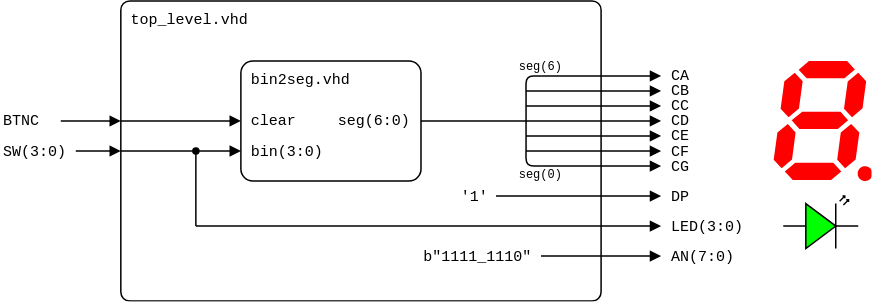 top_level.vhd
bin2seg.vhd
seg(6)
CA
CB
CC
BTNC
clear
seg(6:0)
CD
CE
SW(3:0)
bin(3:0)
CF
CG
seg(0)
'1'
DP
LED(3:0)
b"1111_1110"
AN(7:0)